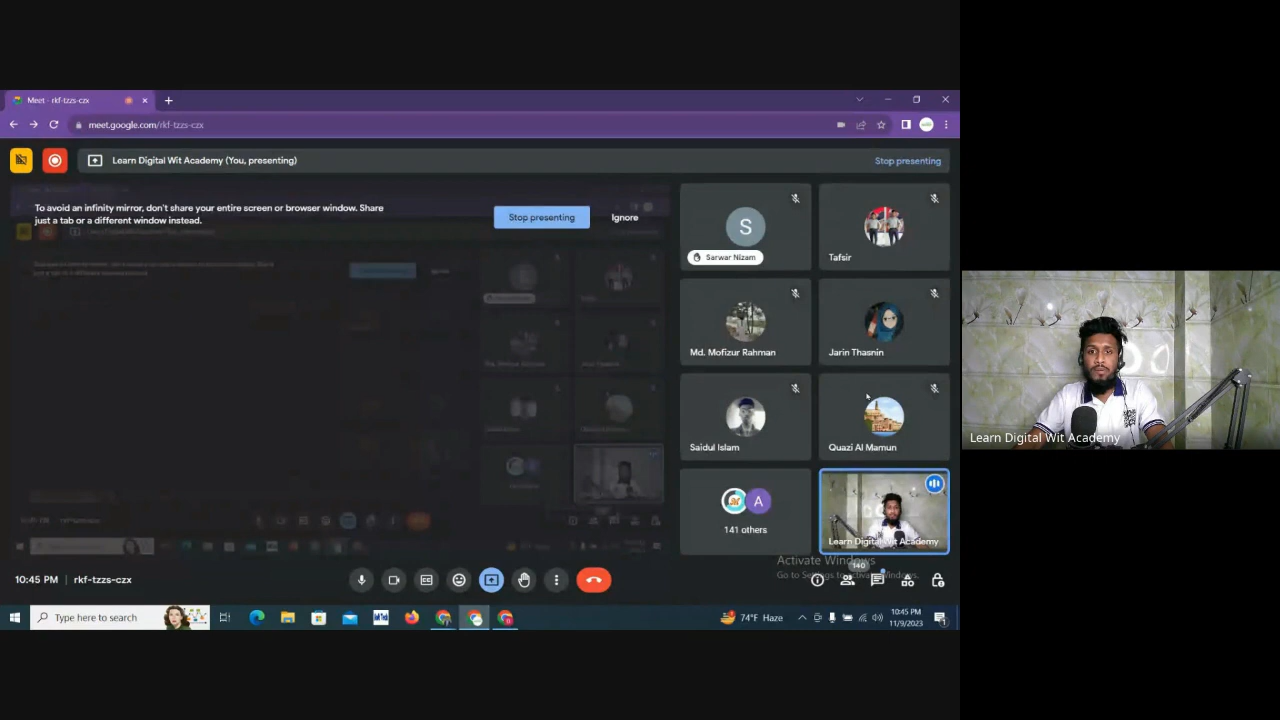 Meet - rkf-tzzs-czx
meet.google.com/rkf-tzzs-czx
Learn Digital Wit Academy (You, presenting)
Stop presenting
To avoid an infinity mirror, don't share your entire screen or browser window. Share
just a tab or a different window instead.
Stop presenting
Ignore
S
Sarwar Nizam
Tafsir
Md. Mofizur Rahman
Jarin Thasnin
Saidul Islam
Quazi Al Mamun
A
141 others
Learn Digital Wit Academy
Learn Digital Wit Academy
Activate Windows
Go to Settings to activate Windows.
10:45 PM | rkf-tzzs-czx
140
Type here to search
74°F Haze
10:45 PM
11/9/2023